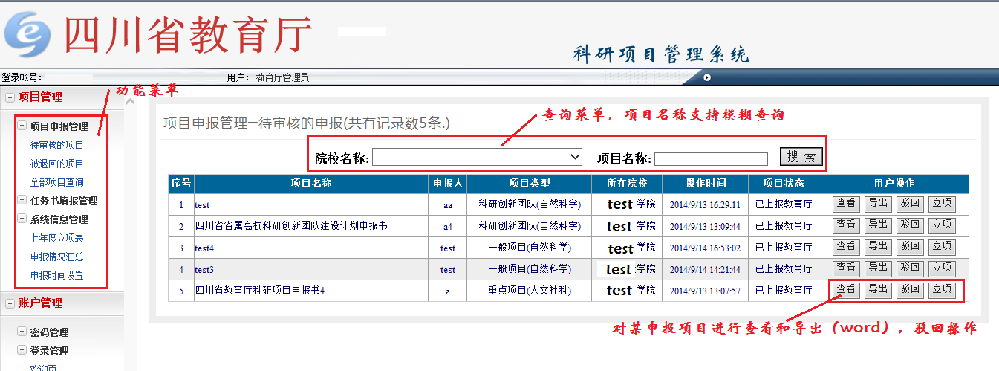 四川省教育厅
科研项目管理系统
登录帐号： 用户： 教育厅管理员
功能菜单
项目管理
项目申报管理
待审核的项目
被退回的项目
全部项目查询
任务书填报管理
系统信息管理
上年度立项表
申报情况汇总
申报时间设置
账户管理
密码管理
登录管理
欢迎页
项目申报管理—待审核的申报(共有记录数5条.)
查询菜单，项目名称支持模糊查询
院校名称: 项目名称: 搜 索
序号 项目名称 申报人 项目类型 所在院校 操作时间 项目状态 用户操作
1 test aa 科研创新团队(自然科学) test 学院 2014/9/13 16:29:11 已上报教育厅 查看 导出 驳回 立项
2 四川省省属高校科研创新团队建设计划申报书 a4 科研创新团队(自然科学) test 学院 2014/9/13 13:09:44 已上报教育厅 查看 导出 驳回 立项
3 test4 test 一般项目(自然科学) test 学院 2014/9/14 16:53:02 已上报教育厅 查看 导出 驳回 立项
4 test3 test 一般项目(自然科学) test 学院 2014/9/14 14:21:44 已上报教育厅 查看 导出 驳回 立项
5 四川省教育厅科研项目申报书4 a 重点项目(人文社科) test 学院 2014/9/13 13:07:57 已上报教育厅 查看 导出 驳回 立项
对某申报项目进行查看和导出（word），驳回操作